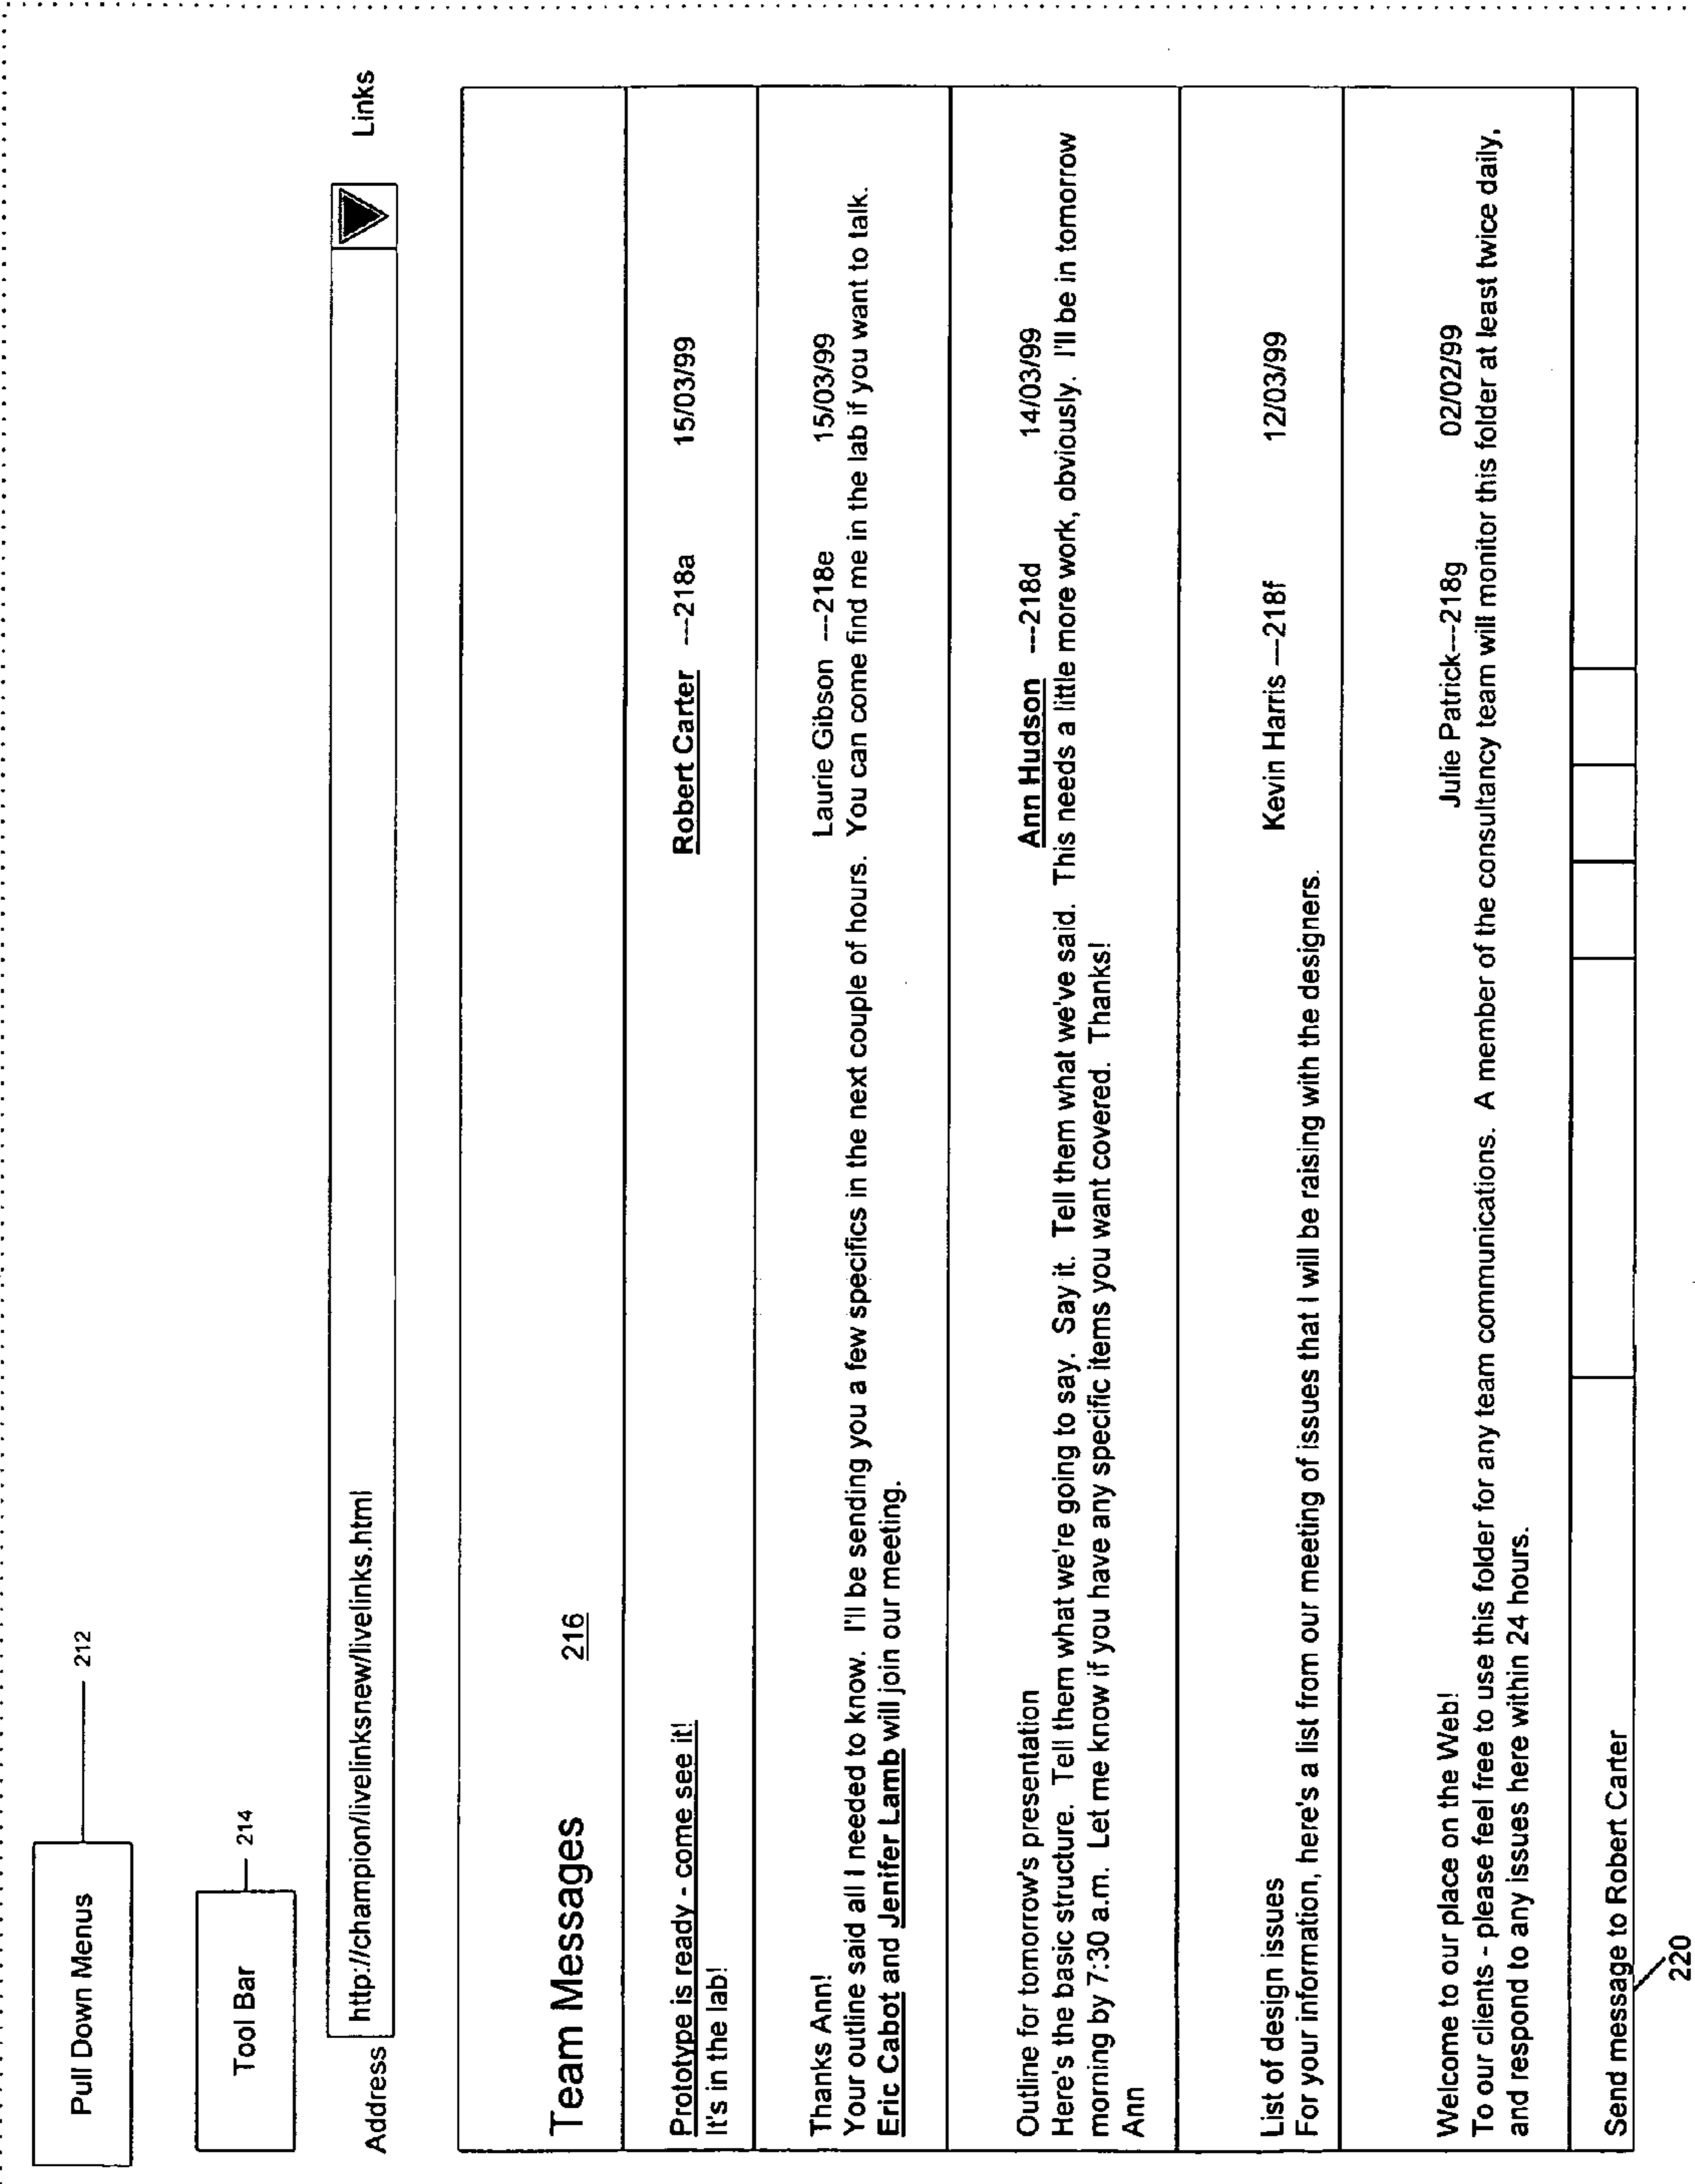 Pull Down Menus 212
Tool Bar 214
Address http://champion/livelinksnew/livelinks.html Links
Team Messages 216
Prototype is ready - come see it! Robert Carter ---218a 15/03/99
It's in the lab!
Thanks Ann! Laurie Gibson ---218e 15/03/99
Your outline said all I needed to know. I'll be sending you a few specifics in the next couple of hours. You can come find me in the lab if you want to talk.
Eric Cabot and Jenifer Lamb will join our meeting.
Outline for tomorrow's presentation Ann Hudson ---218d 14/03/99
Here's the basic structure. Tell them what we're going to say. Say it. Tell them what we've said. This needs a little more work, obviously. I'll be in tomorrow
morning by 7:30 a.m. Let me know if you have any specific items you want covered. Thanks!
Ann
List of design issues Kevin Harris ---218f 12/03/99
For your information, here's a list from our meeting of issues that I will be raising with the designers.
Welcome to our place on the Web! Julie Patrick---218g 02/02/99
To our clients - please feel free to use this folder for any team communications. A member of the consultancy team will monitor this folder at least twice daily,
and respond to any issues here within 24 hours.
Send message to Robert Carter
220